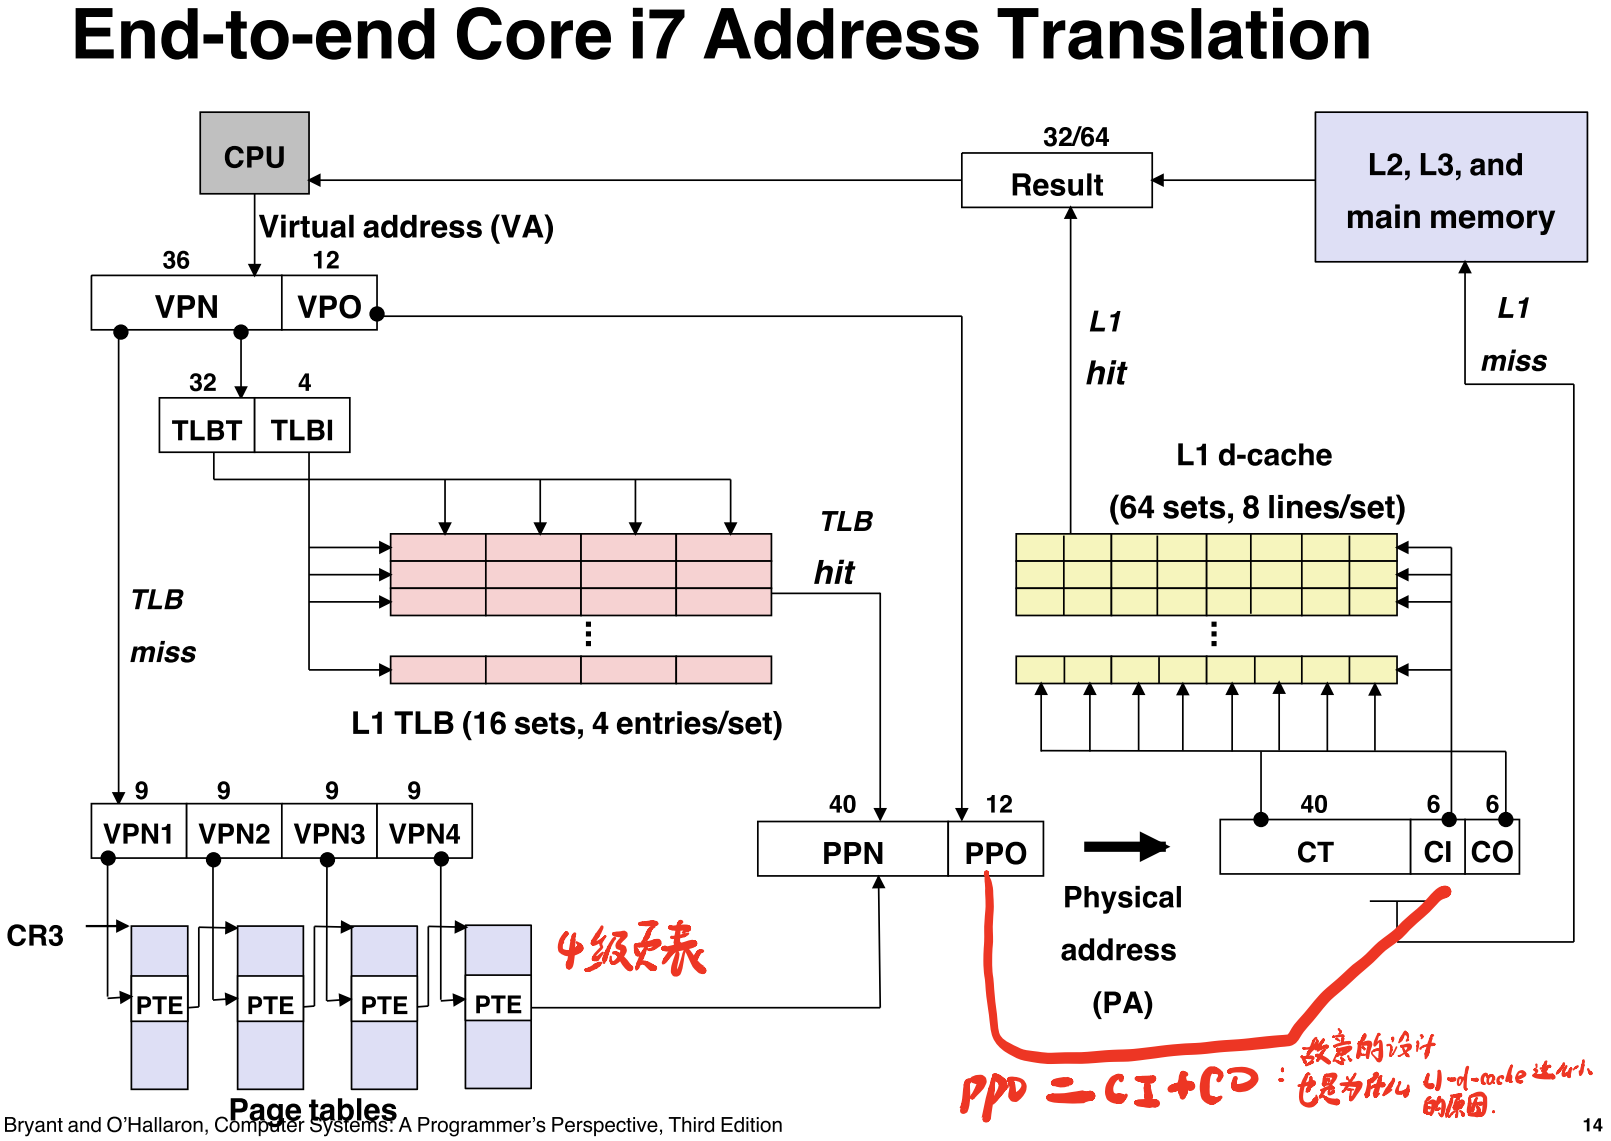 End-to-end Core i7 Address Translation
CPU
32/64
Result
L2, L3, and
main memory
Virtual address (VA)
36 12
VPN VPO
L1
hit
L1
miss
32 4
TLBT TLBI
L1 d-cache
(64 sets, 8 lines/set)
TLB
hit
TLB
miss
...
...
L1 TLB (16 sets, 4 entries/set)
9 9 9 9
VPN1 VPN2 VPN3 VPN4
40 12
PPN PPO
40 6 6
CT CI CO
Physical
address
(PA)
CR3
PTE PTE PTE PTE
4级页表
Page tables
PPO = CI+CO :
故意的设计
也是为什么 L1-d-cache 这么小
的原因.
Bryant and O'Hallaron, Computer Systems: A Programmer's Perspective, Third Edition
14